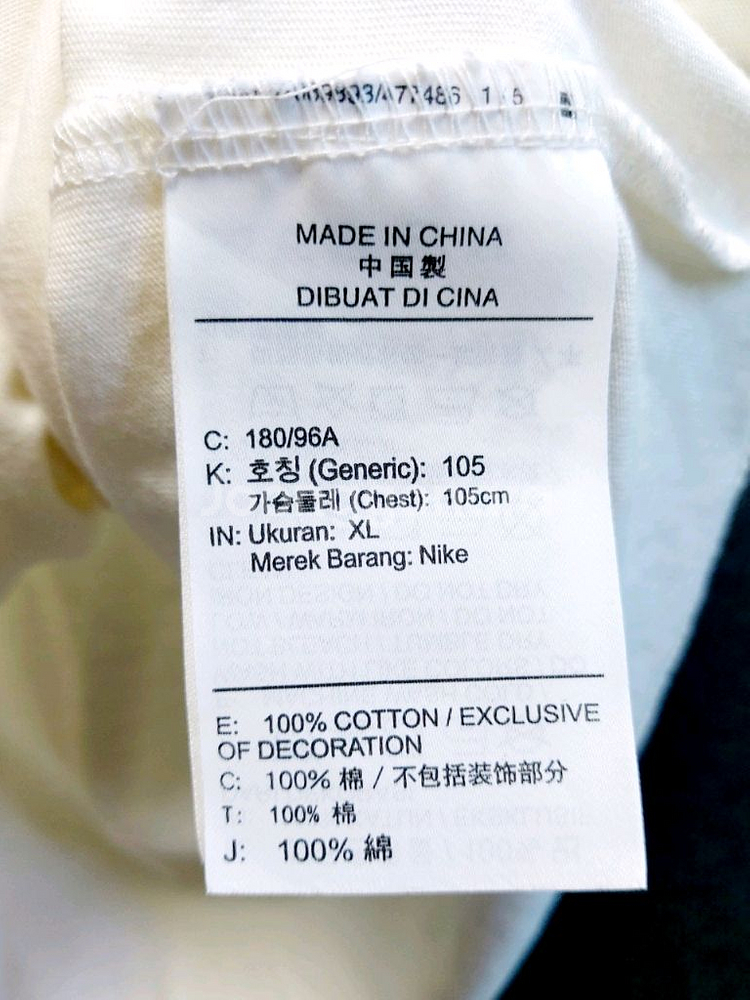 MADE IN CHINA
中国製
DIBUAT DI CINA
C: 180/96A
K: 호칭 (Generic): 105
가슴둘레 (Chest): 105cm
IN: Ukuran: XL
Merek Barang: Nike
E: 100% COTTON / EXCLUSIVE
OF DECORATION
C: 100% 棉 / 不包括装饰部分
T: 100% 棉
J: 100% 綿